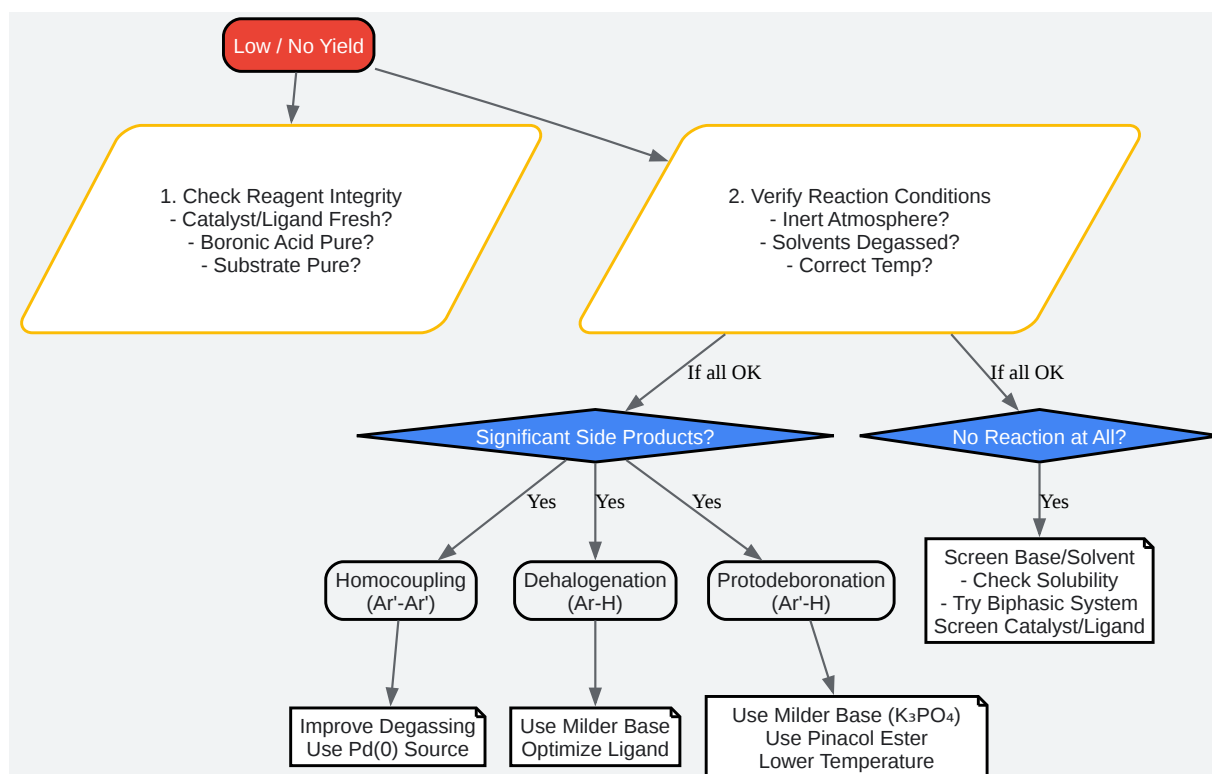 Low / No Yield
1. Check Reagent Integrity
- Catalyst/Ligand Fresh?
- Boronic Acid Pure?
- Substrate Pure?
2. Verify Reaction Conditions
- Inert Atmosphere?
- Solvents Degassed?
- Correct Temp?
If all OK
If all OK
Significant Side Products?
No Reaction at All?
Yes
Yes
Yes
Yes
Homocoupling
(Ar'-Ar')
Dehalogenation
(Ar-H)
Protodeboronation
(Ar'-H)
Screen Base/Solvent
- Check Solubility
- Try Biphasic System
Screen Catalyst/Ligand
Improve Degassing
Use Pd(0) Source
Use Milder Base
Optimize Ligand
Use Milder Base (K₃PO₄)
Use Pinacol Ester
Lower Temperature